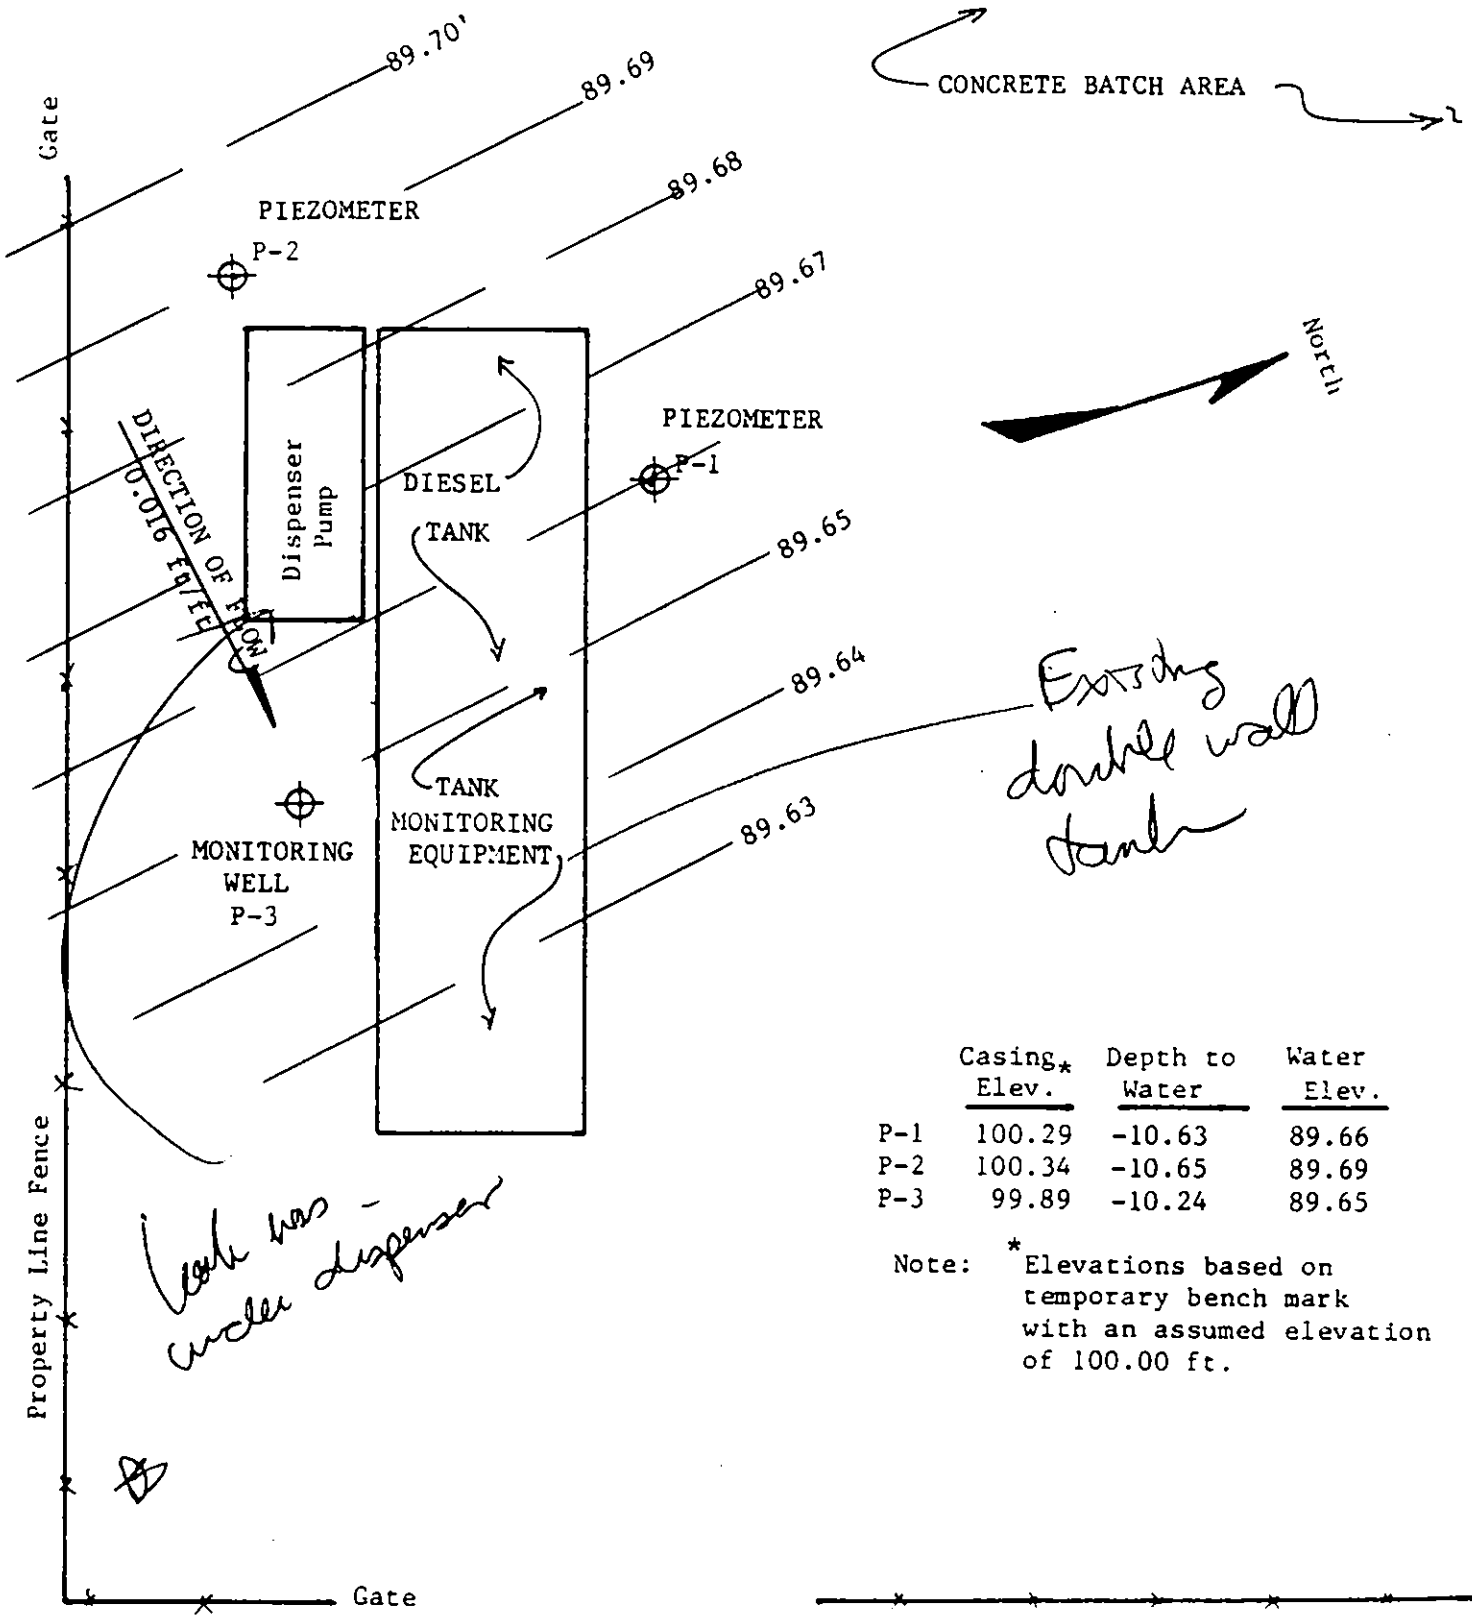 89.70'
89.69
CONCRETE BATCH AREA
Gate
89.68
PIEZOMETER
P-2
89.67
North
DIRECTION OF FLOW
0.016 ft/ft
Dispenser
Pump
DIESEL
TANK
PIEZOMETER
P-1
89.65
89.64
Existing
double wall
tank
TANK
MONITORING
EQUIPMENT
89.63
MONITORING
WELL
P-3
Property Line Fence
Leak was
under dispenser
Casing* Depth to Water
Elev. Water Elev.
P-1 100.29 -10.63 89.66
P-2 100.34 -10.65 89.69
P-3 99.89 -10.24 89.65
Note: *Elevations based on
temporary bench mark
with an assumed elevation
of 100.00 ft.
Gate